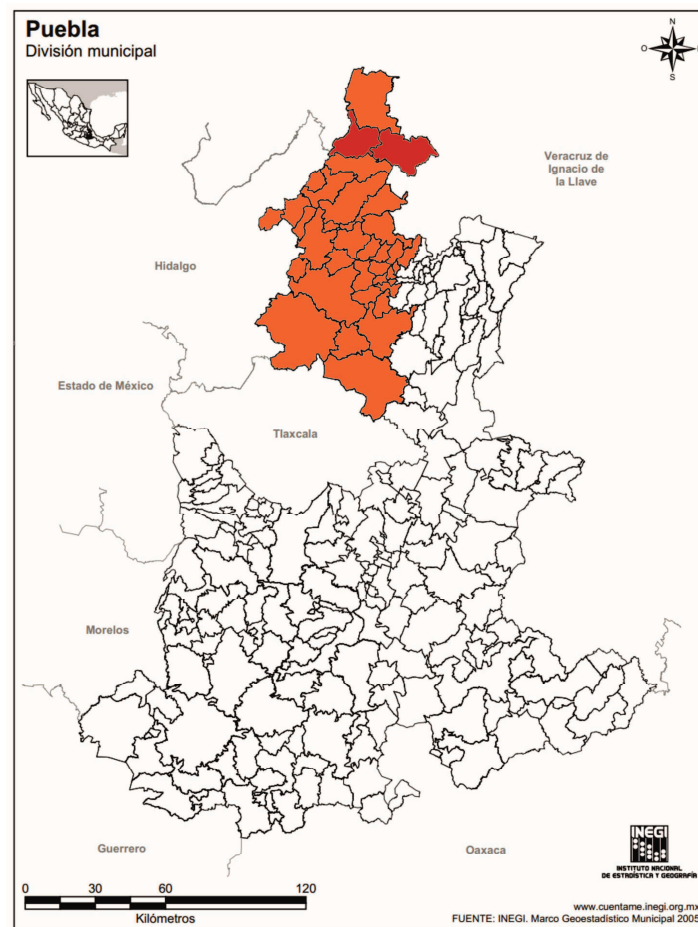 Puebla
División municipal
N
O
E
S
Veracruz de
Ignacio de
la Llave
Hidalgo
Estado de México
Tlaxcala
Morelos
Guerrero
Oaxaca
INEGI
INSTITUTO NACIONAL
DE ESTADÍSTICA Y GEOGRAFÍA
0 30 60 120
Kilómetros
www.cuentame.inegi.org.mx
FUENTE: INEGI. Marco Geoestadístico Municipal 2005